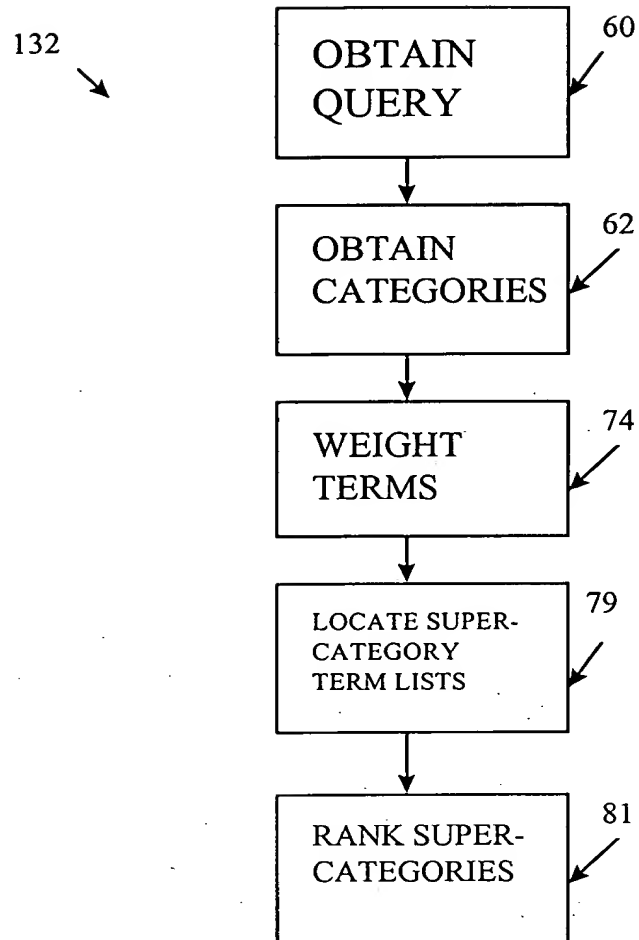 132
60
OBTAIN
QUERY
62
OBTAIN
CATEGORIES
74
WEIGHT
TERMS
79
LOCATE SUPER-
CATEGORY
TERM LISTS
81
RANK SUPER-
CATEGORIES